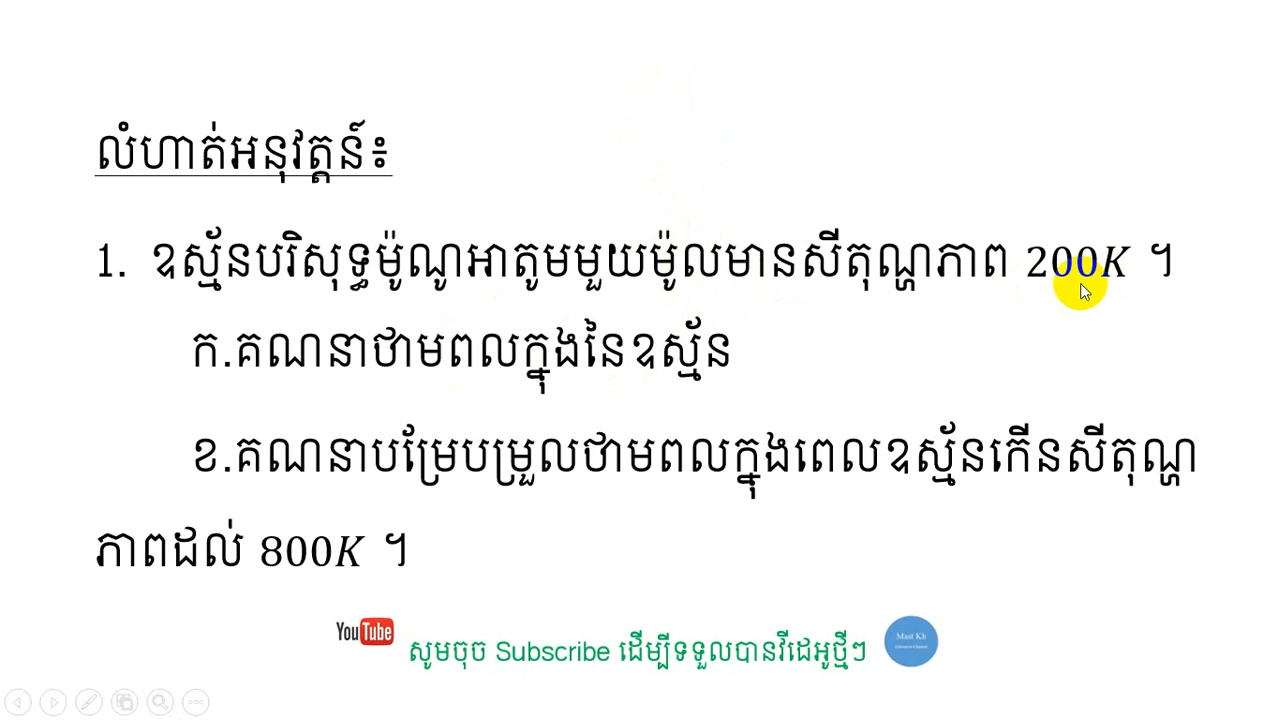 លំហាត់អនុវត្តន៍៖
1. ឧស្ម័នបរិសុទ្ធម៉ូណូអាតូមមួយម៉ូលមានសីតុណ្ហភាព 200K ។
ក.គណនាថាមពលក្នុងនៃឧស្ម័ន
ខ.គណនាបម្រែបម្រួលថាមពលក្នុងពេលឧស្ម័នកើនសីតុណ្ហ
ភាពដល់ 800K ។
YouTube សូមចុច Subscribe ដើម្បីទទួលបានវីដេអូថ្មីៗ Mast Kh